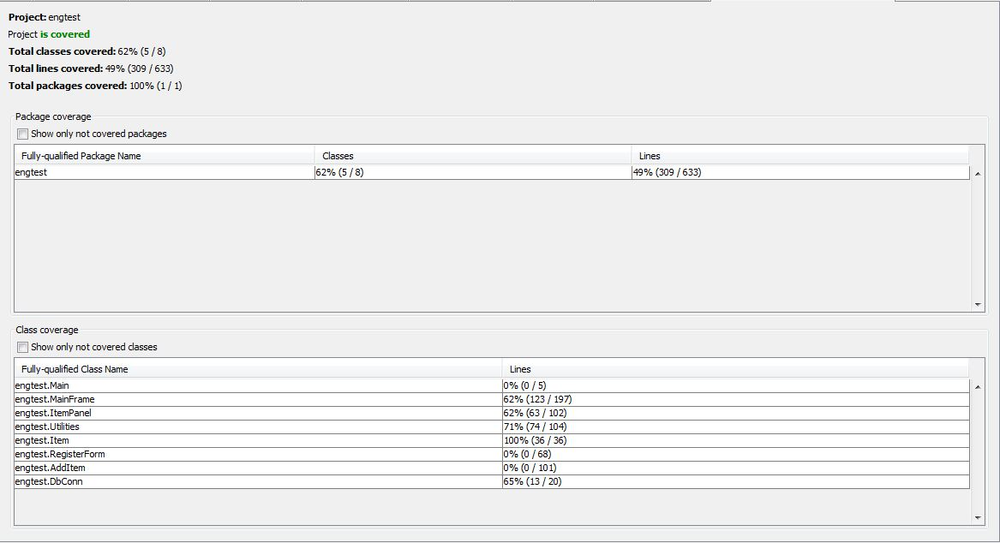 Project: engtest
Project is covered
Total classes covered: 62% (5 / 8)
Total lines covered: 49% (309 / 633)
Total packages covered: 100% (1 / 1)
Package coverage
Show only not covered packages
Fully-qualified Package Name Classes Lines
engtest 62% (5 / 8) 49% (309 / 633)
Class coverage
Show only not covered classes
Fully-qualified Class Name Lines
engtest.Main 0% (0 / 5)
engtest.MainFrame 62% (123 / 197)
engtest.ItemPanel 62% (63 / 102)
engtest.Utilities 71% (74 / 104)
engtest.Item 100% (36 / 36)
engtest.RegisterForm 0% (0 / 68)
engtest.AddItem 0% (0 / 101)
engtest.DbConn 65% (13 / 20)